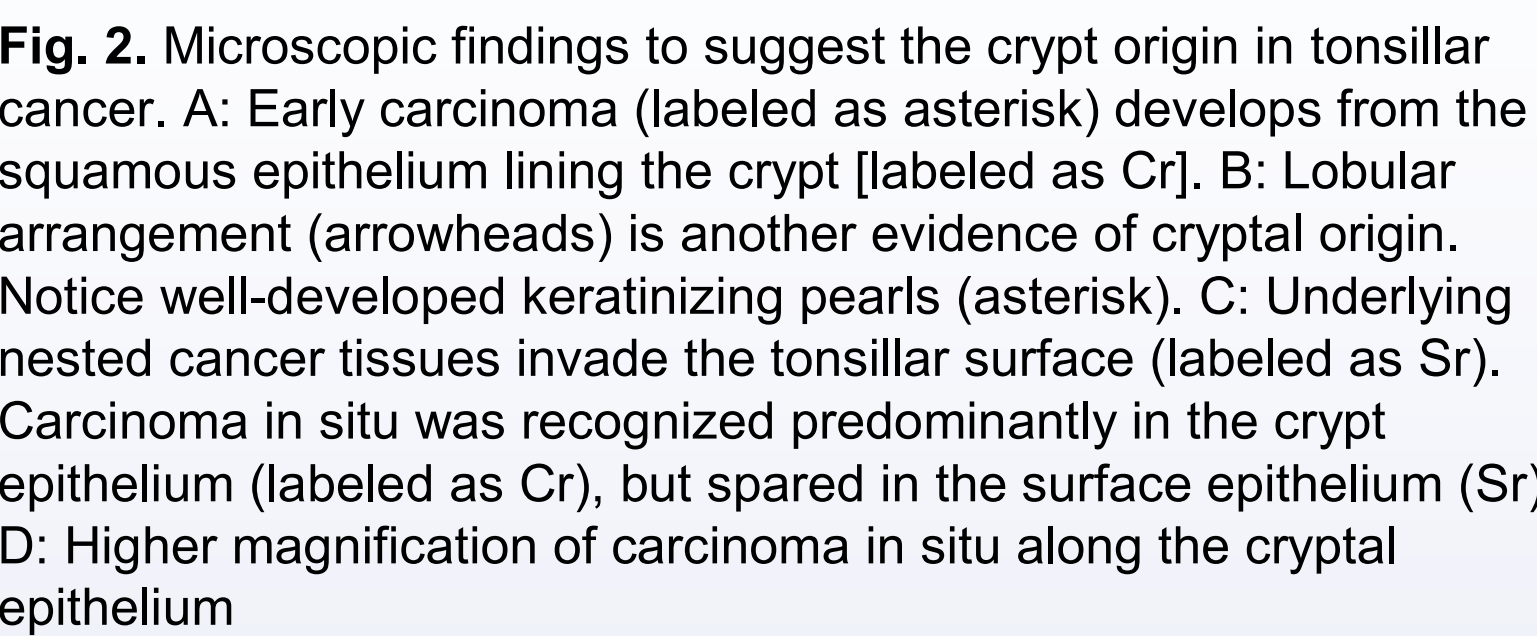 Fig. 2. Microscopic findings to suggest the crypt origin in tonsillar
cancer. A: Early carcinoma (labeled as asterisk) develops from the
squamous epithelium lining the crypt [labeled as Cr]. B: Lobular
arrangement (arrowheads) is another evidence of cryptal origin.
Notice well-developed keratinizing pearls (asterisk). C: Underlying
nested cancer tissues invade the tonsillar surface (labeled as Sr).
Carcinoma in situ was recognized predominantly in the crypt
epithelium (labeled as Cr), but spared in the surface epithelium (Sr)
D: Higher magnification of carcinoma in situ along the cryptal
epithelium